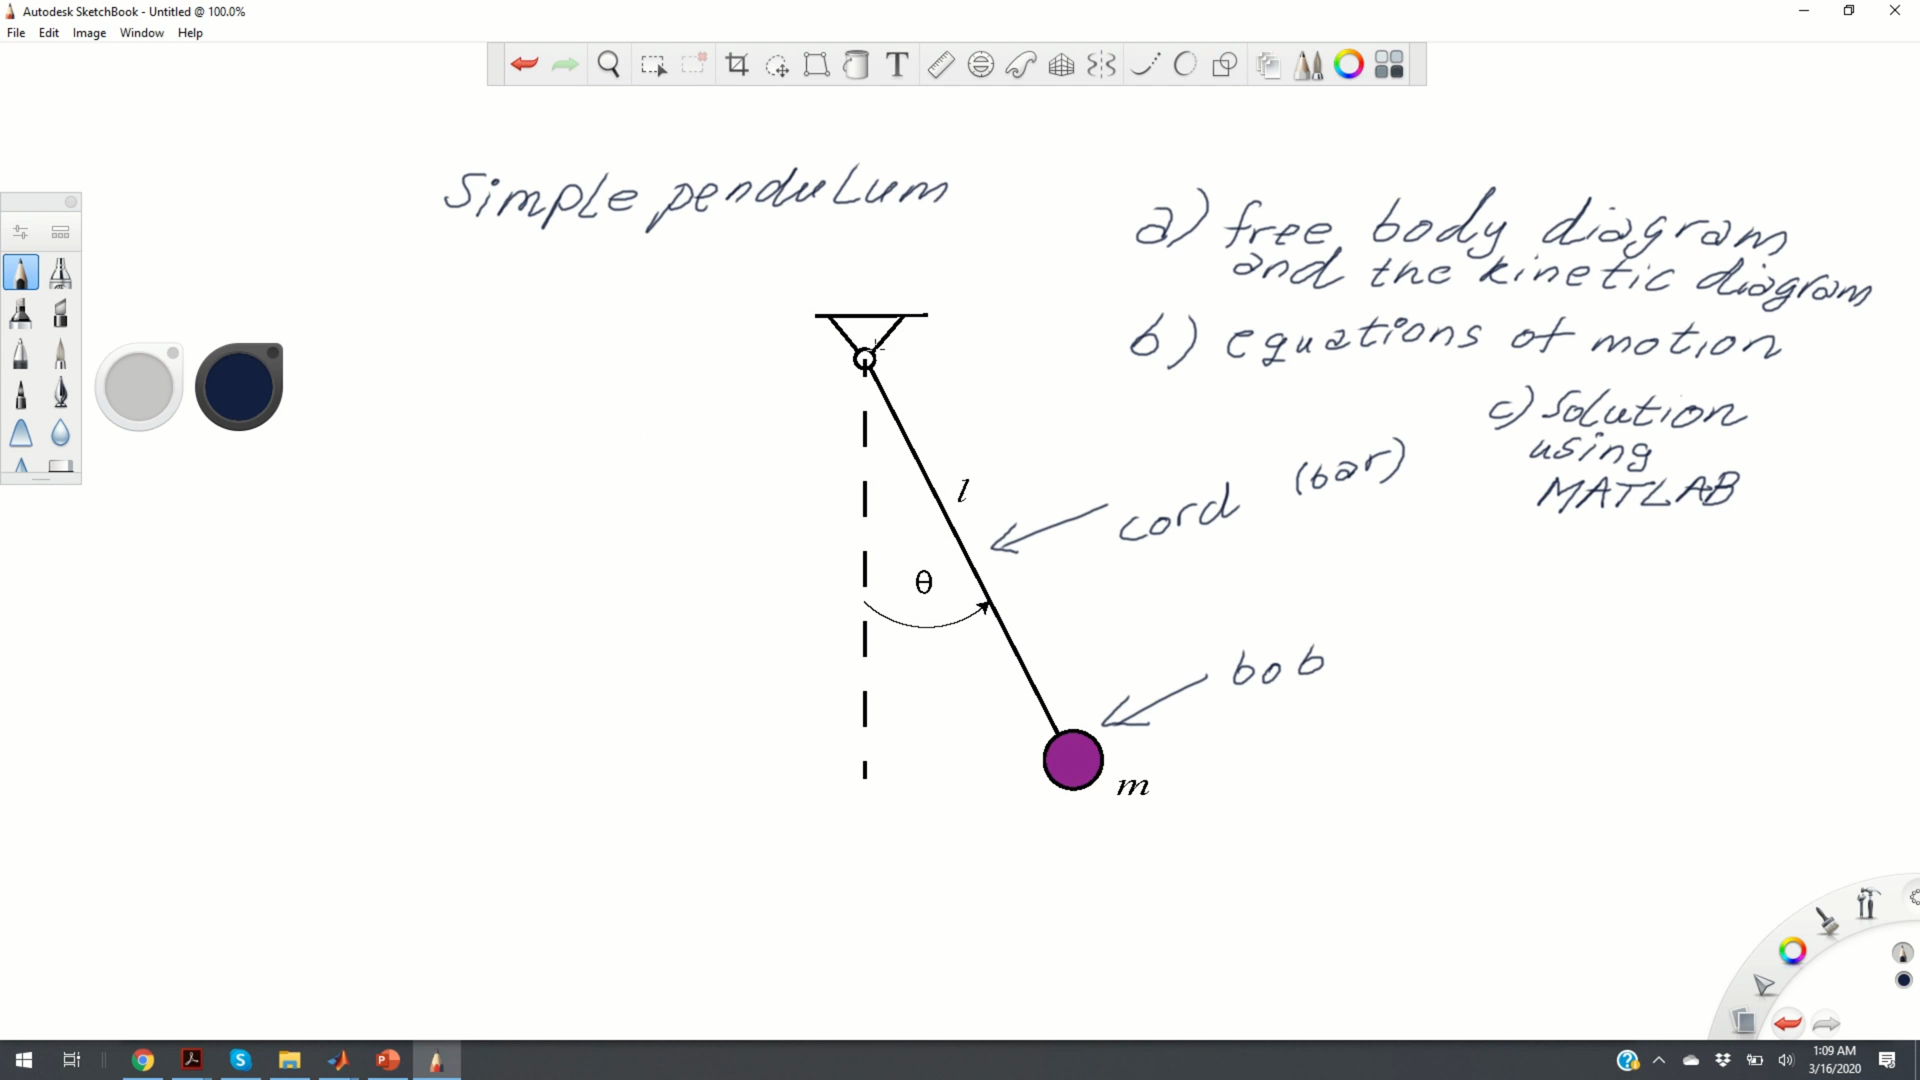 Autodesk SketchBook - Untitled @ 100.0%
File Edit Image Window Help
T
Simple pendulum
a) free body diagram
and the kinetic diagram
b) equations of motion
c) Solution
using
MATLAB
l
cord (bar)
θ
bob
m
1:09 AM
3/16/2020